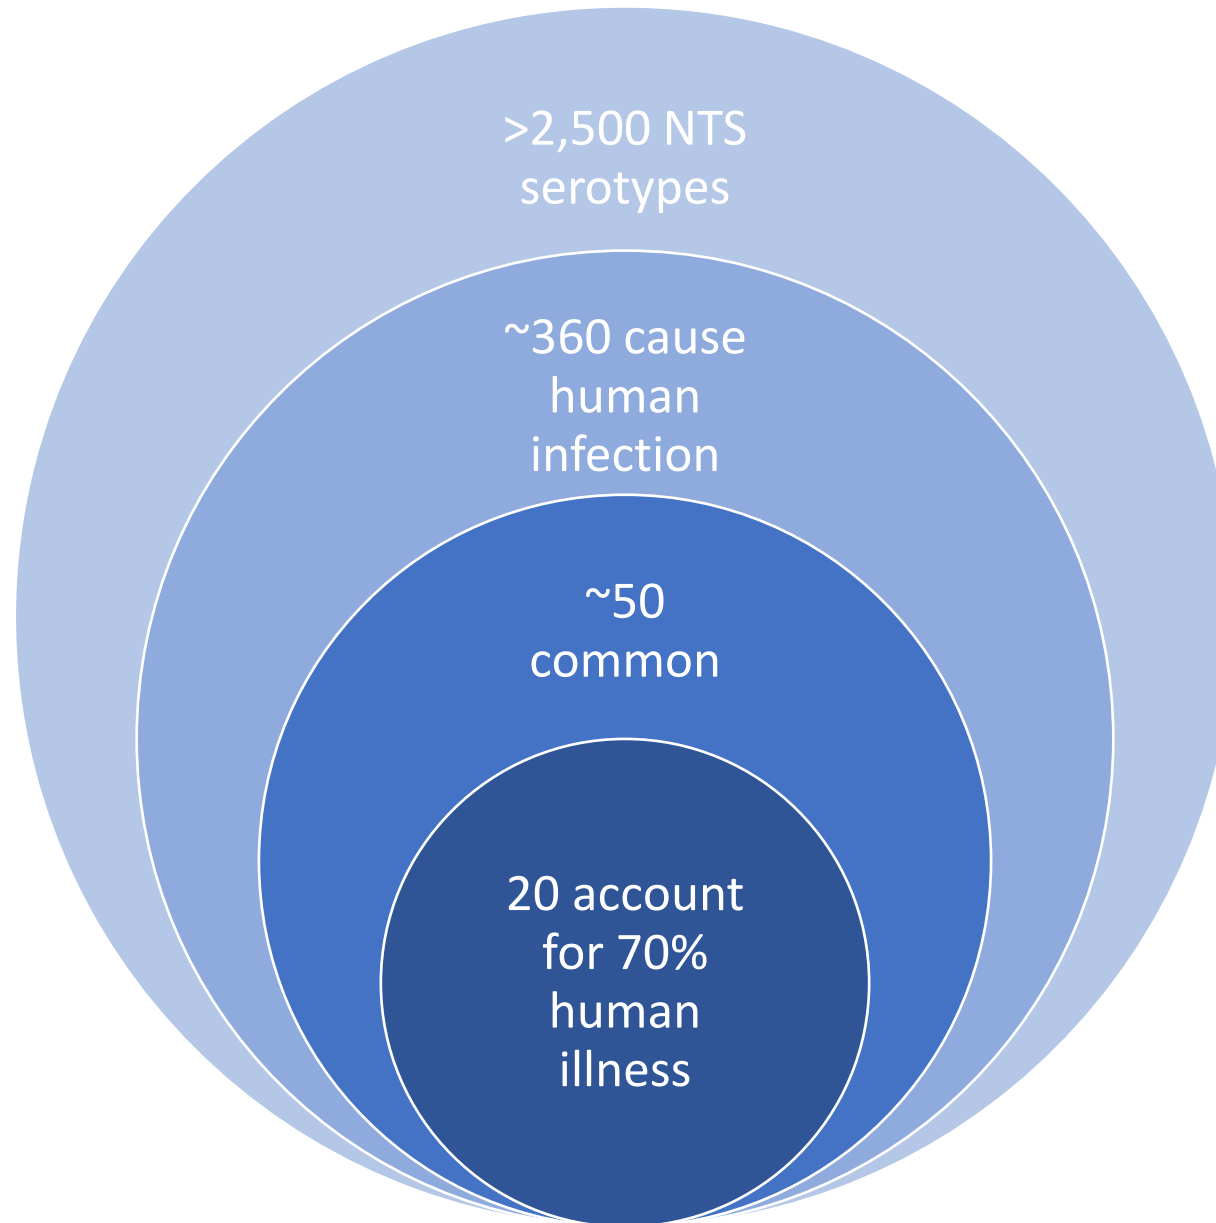 >2,500 NTS
serotypes
~360 cause
human
infection
~50
common
20 account
for 70%
human
illness